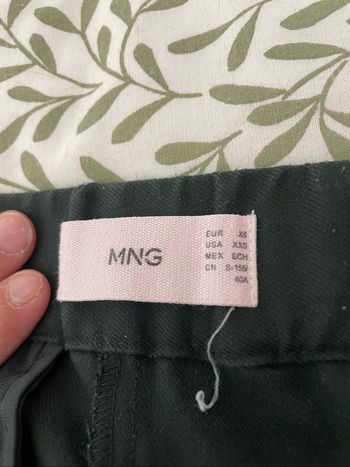 MNG
EUR XS
USA XXS
MEX ECH
CN S-155/
60A